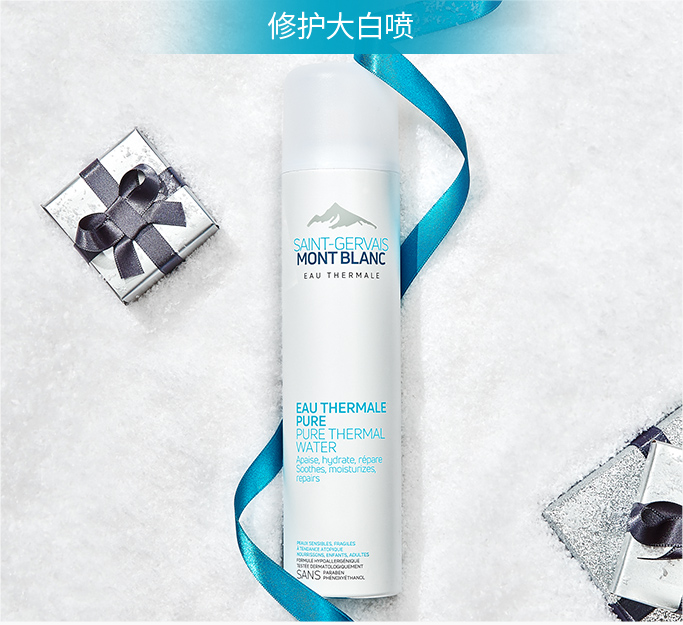 修护大白喷
SAINT-GERVAIS
MONT BLANC
EAU THERMALE
EAU THERMALE
PURE
PURE THERMAL
WATER
Apaise, hydrate, répare
Soothes, moisturizes,
repairs
PEAUX SENSIBLES, FRAGILES
À TENDANCE ATOPIQUE
NOURRISSONS, ENFANTS, ADULTES
FORMULE HYPOALLERGÉNIQUE
TESTÉE DERMATOLOGIQUEMENT
SANS PARABEN
PHÉNOXYÉTHANOL